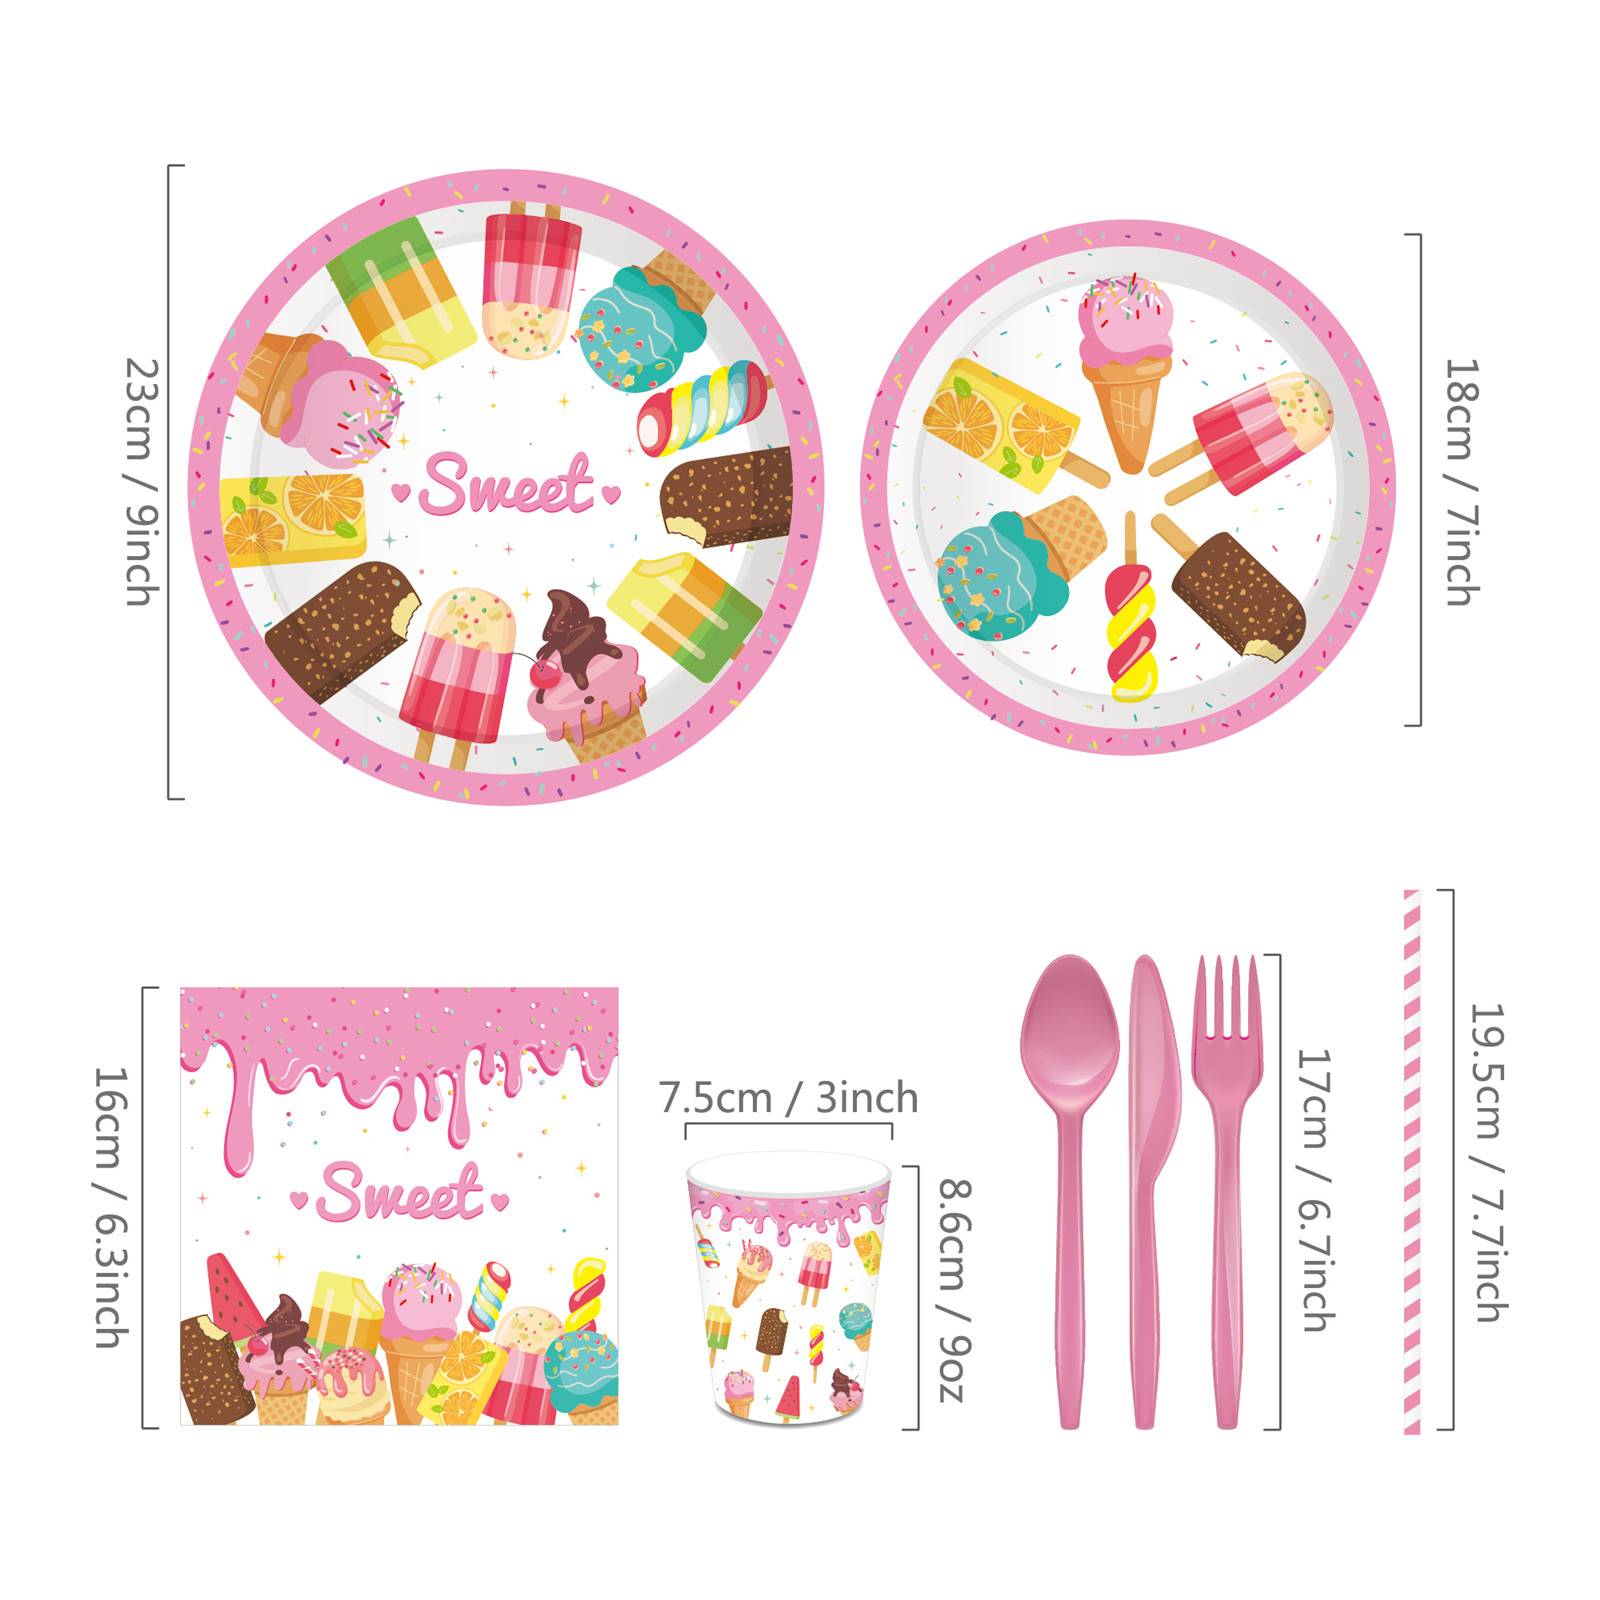 23cm / 9inch
Sweet
18cm / 7inch
16cm / 6.3inch
Sweet
7.5cm / 3inch
8.6cm / 9oz
17cm / 6.7inch
19.5cm / 7.7inch